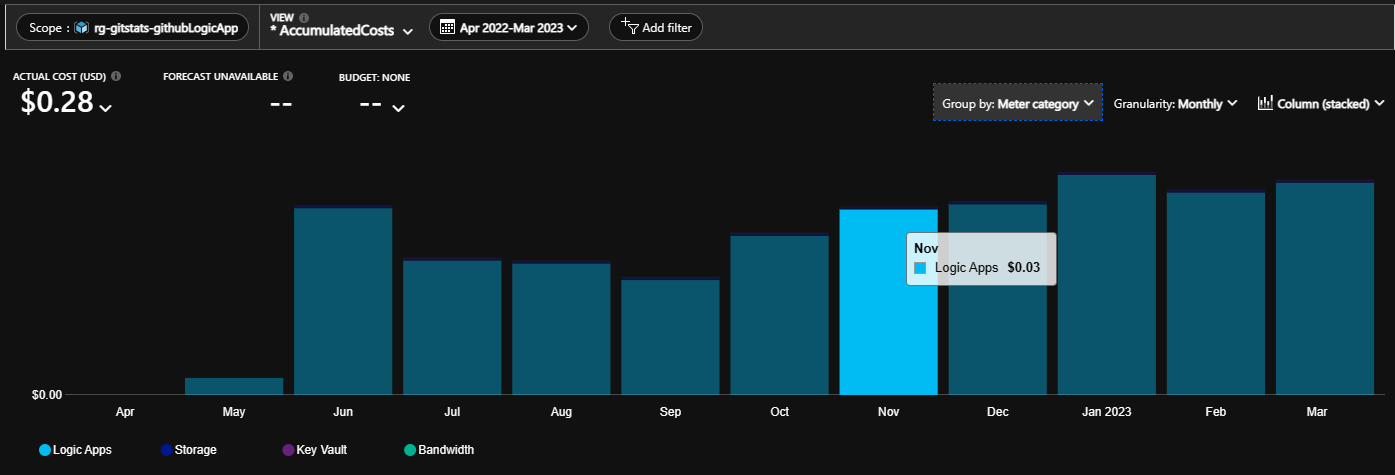 Scope : rg-gitstats-githubLogicApp
VIEW
* AccumulatedCosts
Apr 2022-Mar 2023
Add filter
ACTUAL COST (USD)
$0.28
FORECAST UNAVAILABLE
--
BUDGET: NONE
--
Group by: Meter category
Granularity: Monthly
Column (stacked)
Nov
Logic Apps $0.03
$0.00
Apr May Jun Jul Aug Sep Oct Nov Dec Jan 2023 Feb Mar
Logic Apps Storage Key Vault Bandwidth